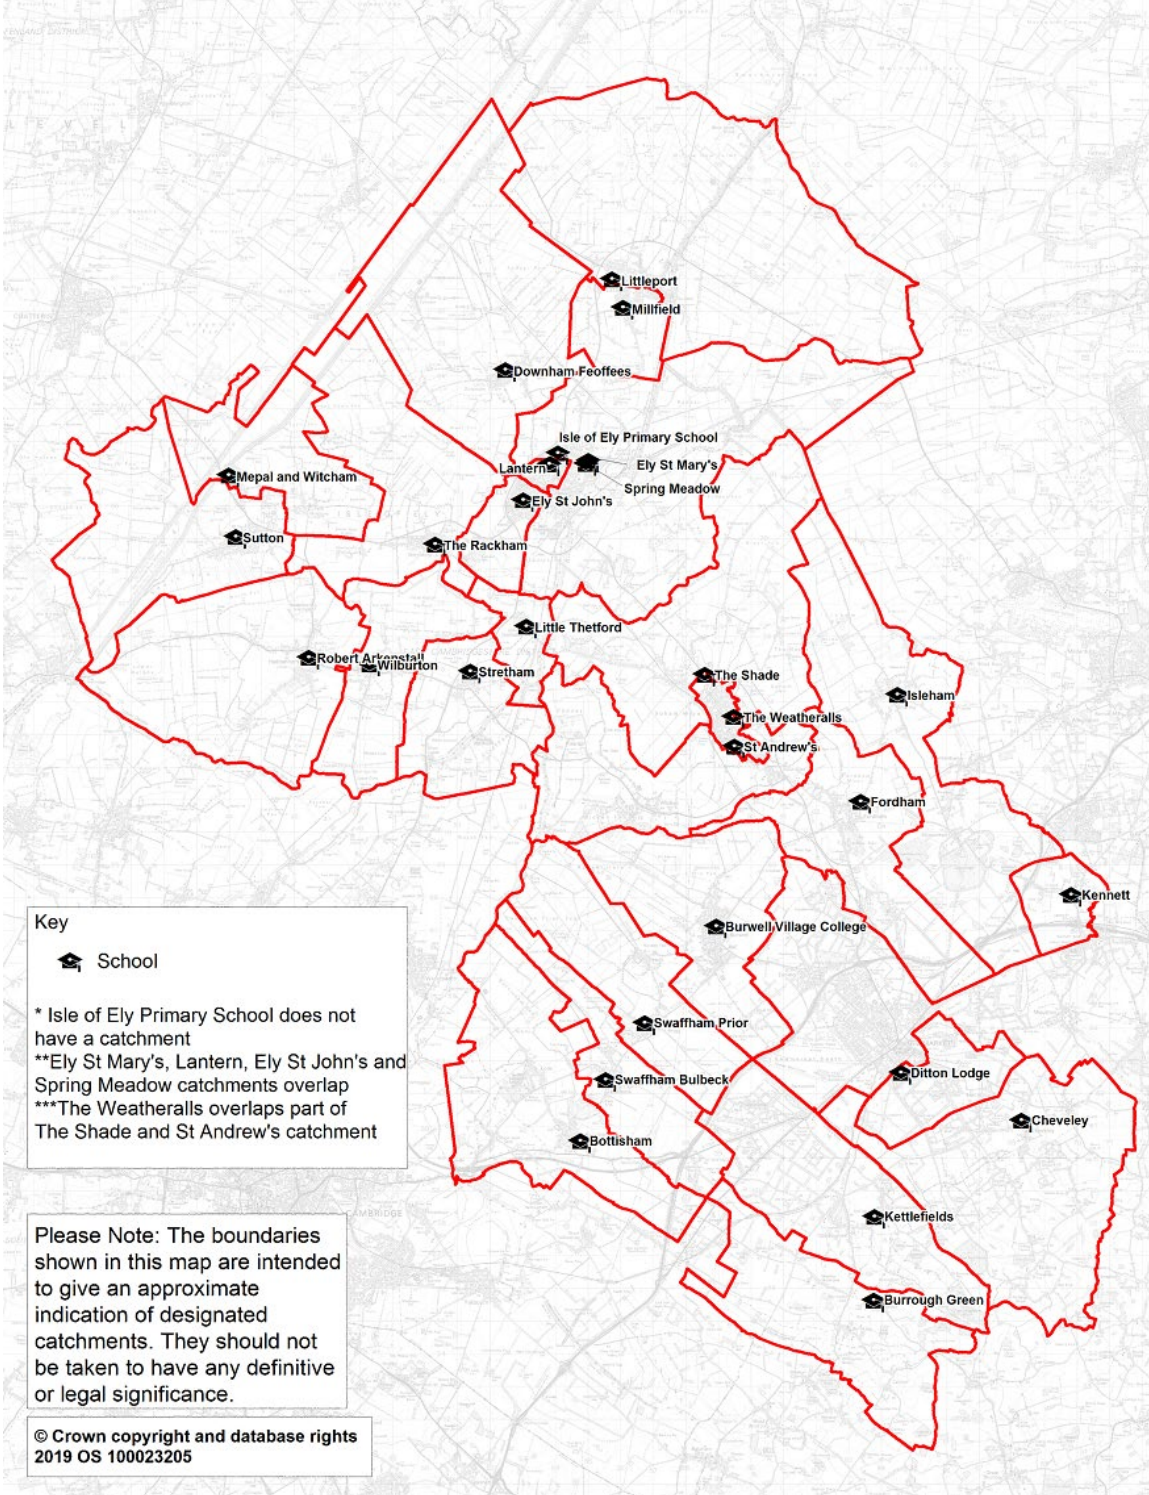 Littleport
Millfield
Downham Feoffees
Isle of Ely Primary School
Lantern
Ely St Mary's
Spring Meadow
Mepal and Witcham
Ely St John's
Sutton
The Rackham
Little Thetford
Robert Arkenstall
Wilburton
Stretham
The Shade
Isleham
The Weatheralls
St Andrew's
Fordham
Kennett
Burwell Village College
Swaffham Prior
Swaffham Bulbeck
Ditton Lodge
Cheveley
Bottisham
Kettlefields
Burrough Green
CAMBRIDGE
Key
School
* Isle of Ely Primary School does not
have a catchment
**Ely St Mary's, Lantern, Ely St John's and
Spring Meadow catchments overlap
***The Weatheralls overlaps part of
The Shade and St Andrew's catchment
Please Note: The boundaries
shown in this map are intended
to give an approximate
indication of designated
catchments. They should not
be taken to have any definitive
or legal significance.
© Crown copyright and database rights
2019 OS 100023205